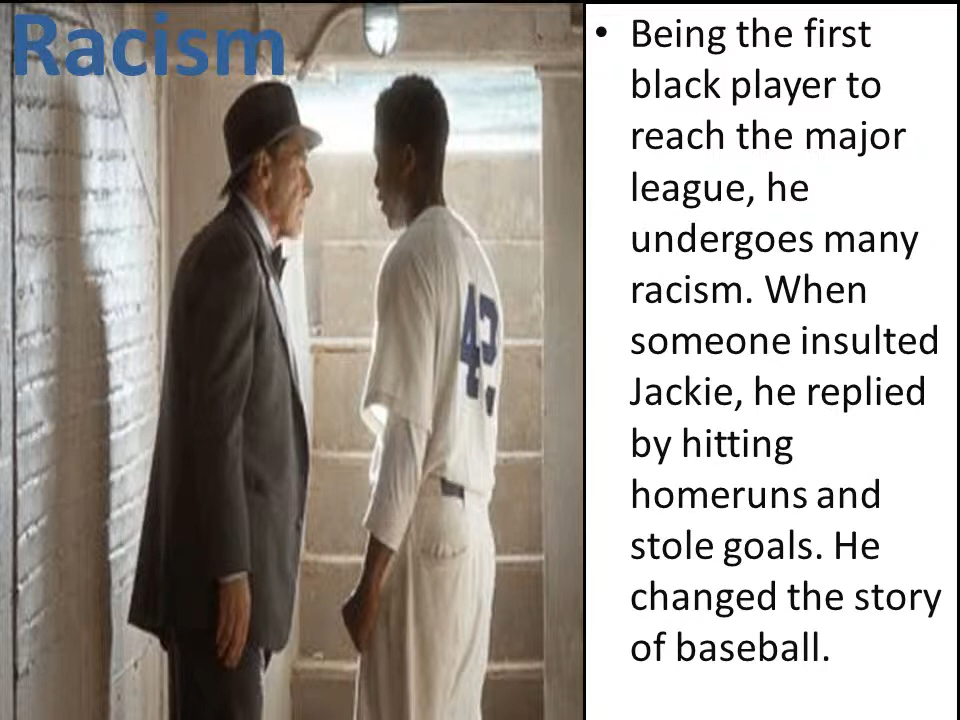 Racism
• Being the first
black player to
reach the major
league, he
undergoes many
racism. When
someone insulted
Jackie, he replied
by hitting
homeruns and
stole goals. He
changed the story
of baseball.
42